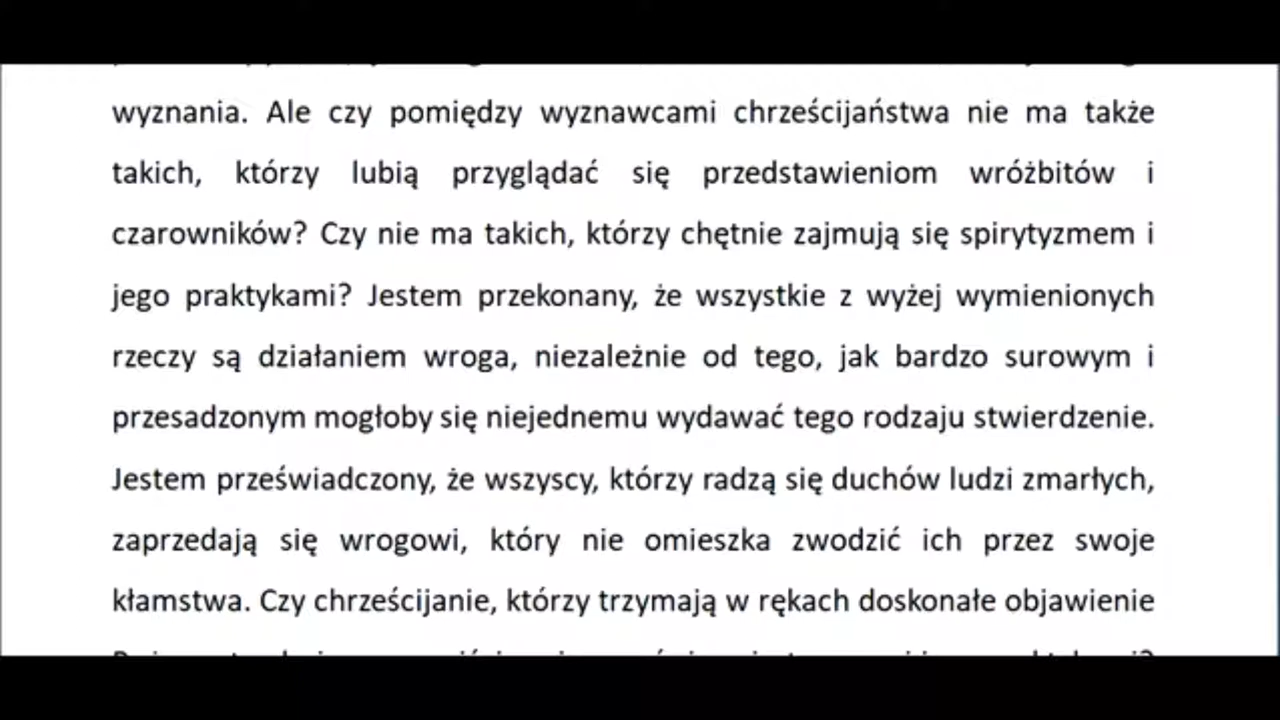 wyznania. Ale czy pomiędzy wyznawcami chrześcijaństwa nie ma także
takich, którzy lubią przyglądać się przedstawieniom wróżbitów i
czarowników? Czy nie ma takich, którzy chętnie zajmują się spirytyzmem i
jego praktykami? Jestem przekonany, że wszystkie z wyżej wymienionych
rzeczy są działaniem wroga, niezależnie od tego, jak bardzo surowym i
przesadzonym mogłoby się niejednemu wydawać tego rodzaju stwierdzenie.
Jestem przeświadczony, że wszyscy, którzy radzą się duchów ludzi zmarłych,
zaprzedają się wrogowi, który nie omieszka zwodzić ich przez swoje
kłamstwa. Czy chrześcijanie, którzy trzymają w rękach doskonałe objawienie